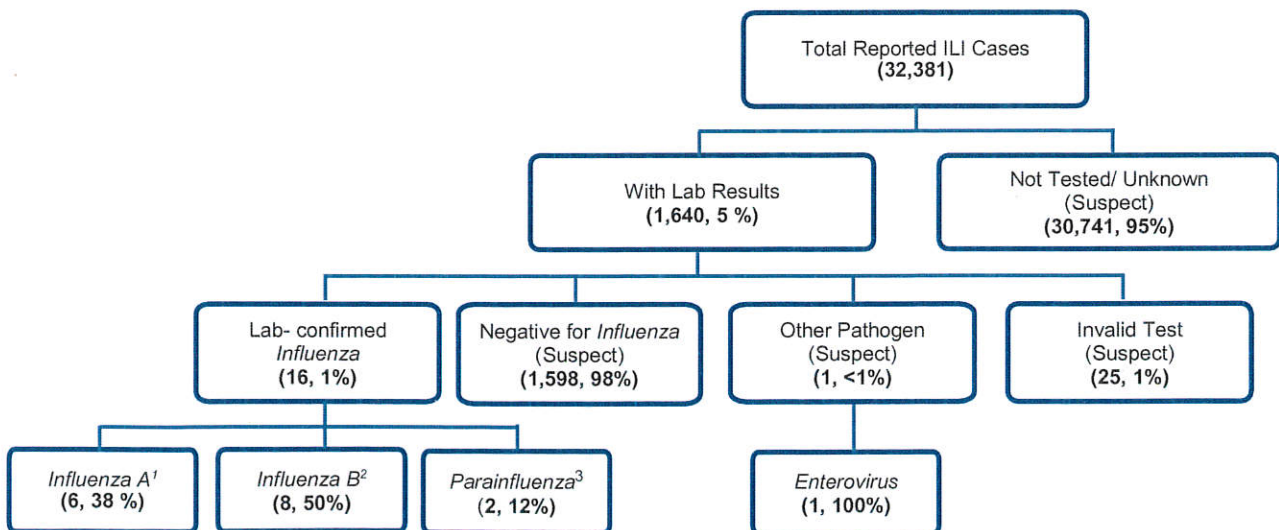 Total Reported ILI Cases
(32,381)
With Lab Results
(1,640, 5 %)
Not Tested/ Unknown
(Suspect)
(30,741, 95%)
Lab- confirmed
Influenza
(16, 1%)
Negative for Influenza
(Suspect)
(1,598, 98%)
Other Pathogen
(Suspect)
(1, <1%)
Invalid Test
(Suspect)
(25, 1%)
Influenza A¹
(6, 38 %)
Influenza B²
(8, 50%)
Parainfluenza³
(2, 12%)
Enterovirus
(1, 100%)